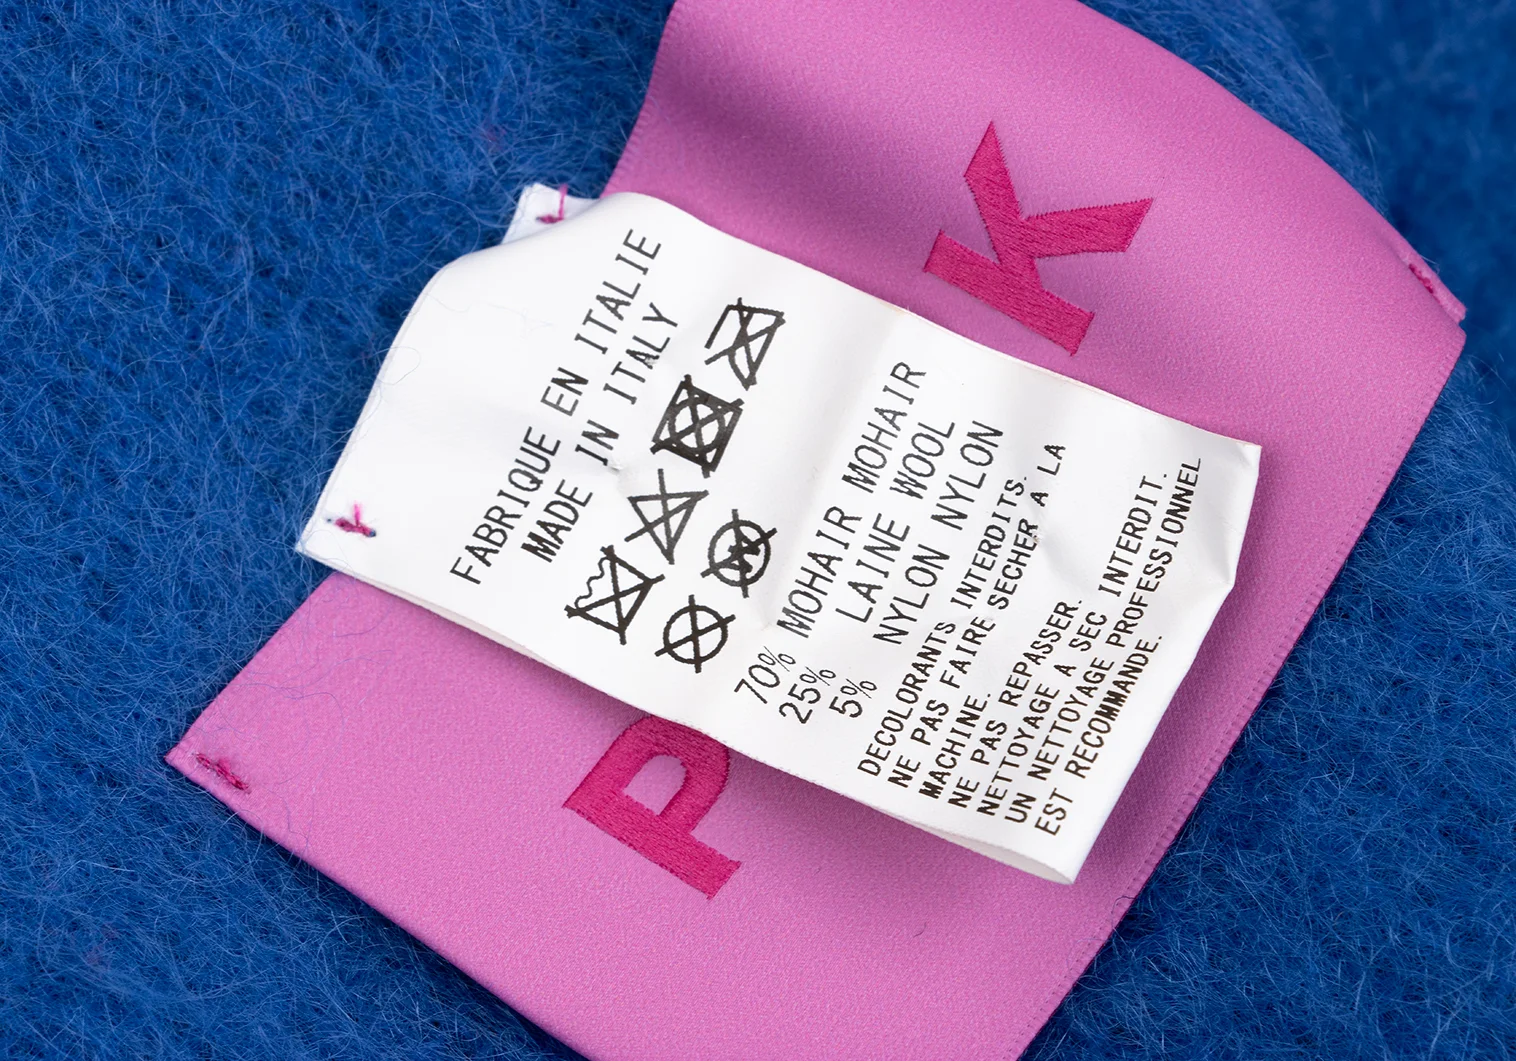 FABRIQUE EN ITALIE
MADE IN ITALY
70% MOHAIR MOHAIR
25% LAINE WOOL
5% NYLON NYLON
DECOLORANTS INTERDITS.
NE PAS FAIRE SECHER A LA
MACHINE.
NE PAS REPASSER.
NETTOYAGE A SEC INTERDIT.
UN NETTOYAGE PROFESSIONNEL
EST RECOMMANDE.
P
K